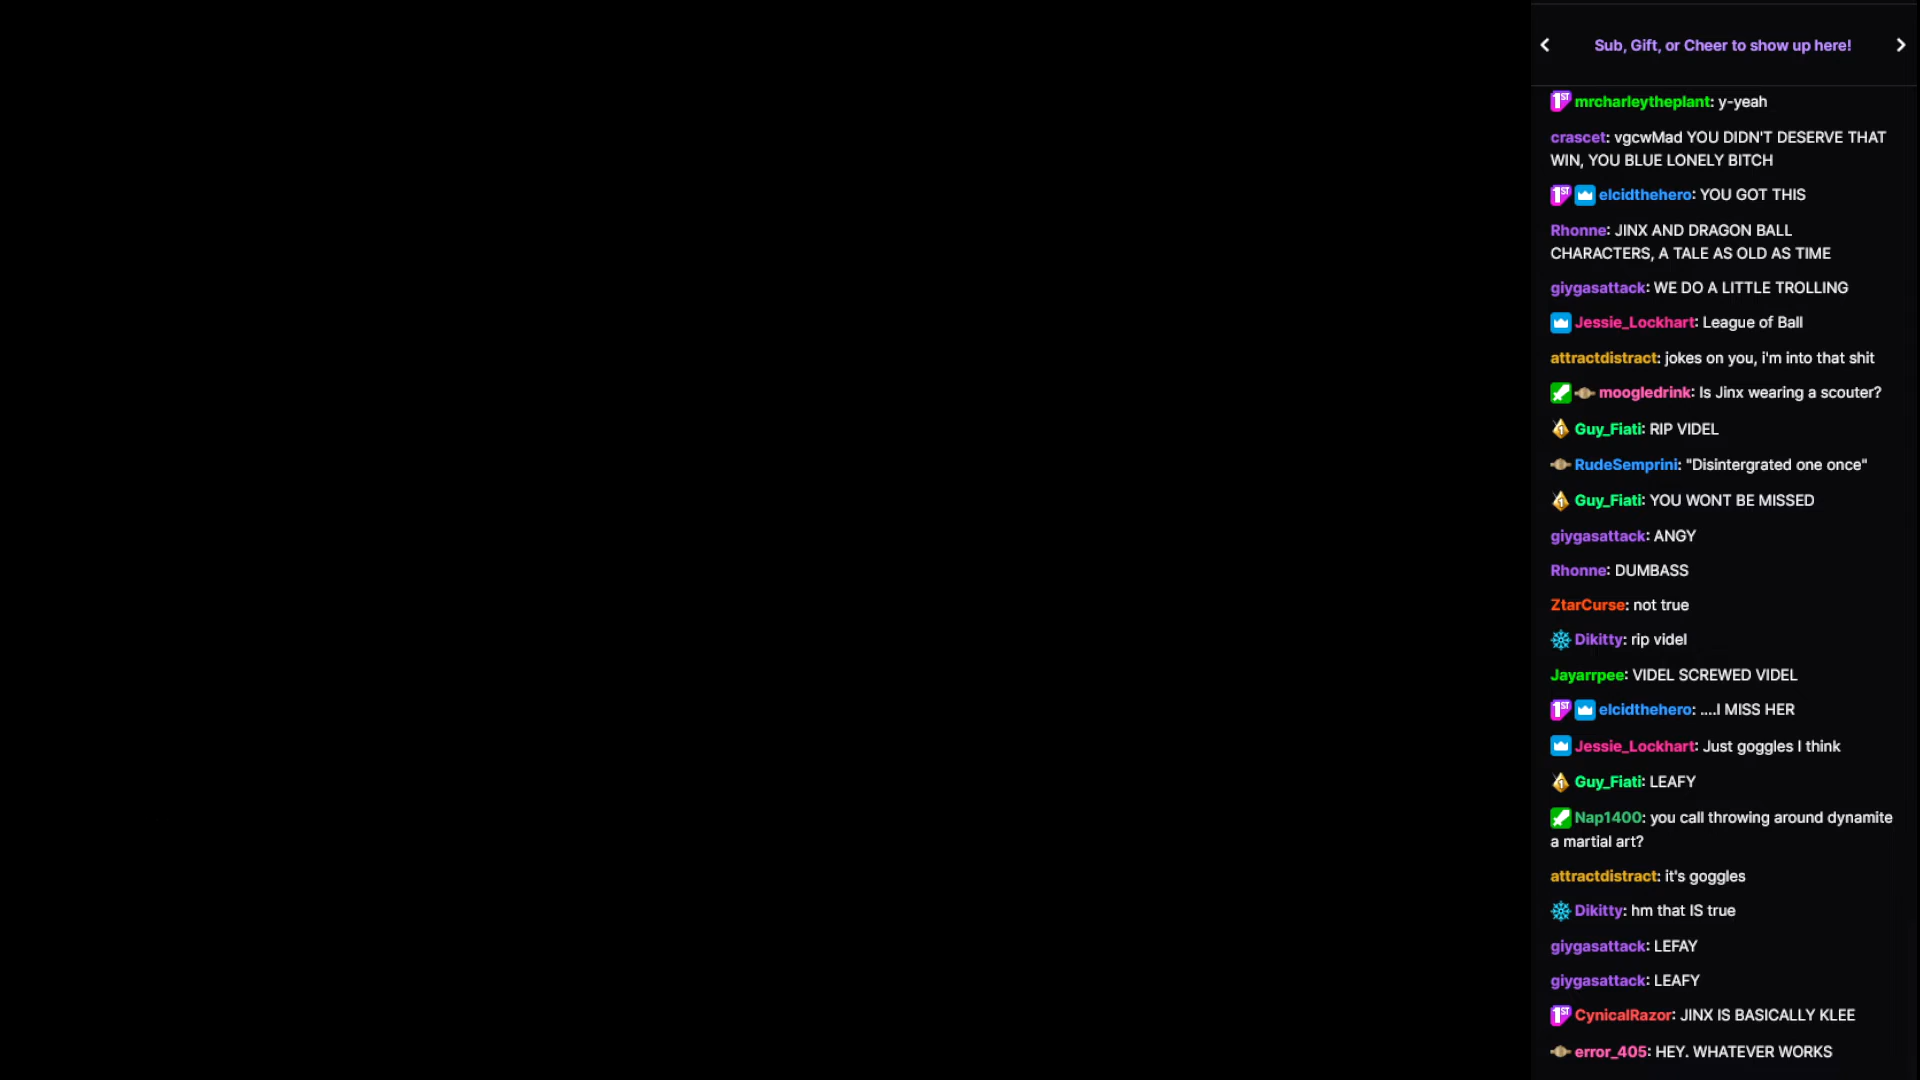 Sub, Gift, or Cheer to show up here!
mrcharleytheplant: y-yeah
crascet: vgcwMad YOU DIDN'T DESERVE THAT
WIN, YOU BLUE LONELY BITCH
elcidthehero: YOU GOT THIS
Rhonne: JINX AND DRAGON BALL
CHARACTERS, A TALE AS OLD AS TIME
giygasattack: WE DO A LITTLE TROLLING
Jessie_Lockhart: League of Ball
attractdistract: jokes on you, i'm into that shit
moogledrink: Is Jinx wearing a scouter?
Guy_Fiati: RIP VIDEL
RudeSemprini: "Disintergrated one once"
Guy_Fiati: YOU WONT BE MISSED
giygasattack: ANGY
Rhonne: DUMBASS
ZtarCurse: not true
Dikitty: rip videl
Jayarrpee: VIDEL SCREWED VIDEL
elcidthehero: ....I MISS HER
Jessie_Lockhart: Just goggles I think
Guy_Fiati: LEAFY
Nap1400: you call throwing around dynamite
a martial art?
attractdistract: it's goggles
Dikitty: hm that IS true
giygasattack: LEFAY
giygasattack: LEAFY
CynicalRazor: JINX IS BASICALLY KLEE
error_405: HEY. WHATEVER WORKS